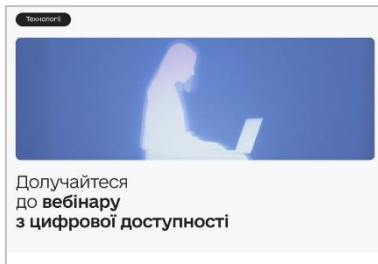 Технології
Долучайтеся
до вебінару
з цифрової доступності